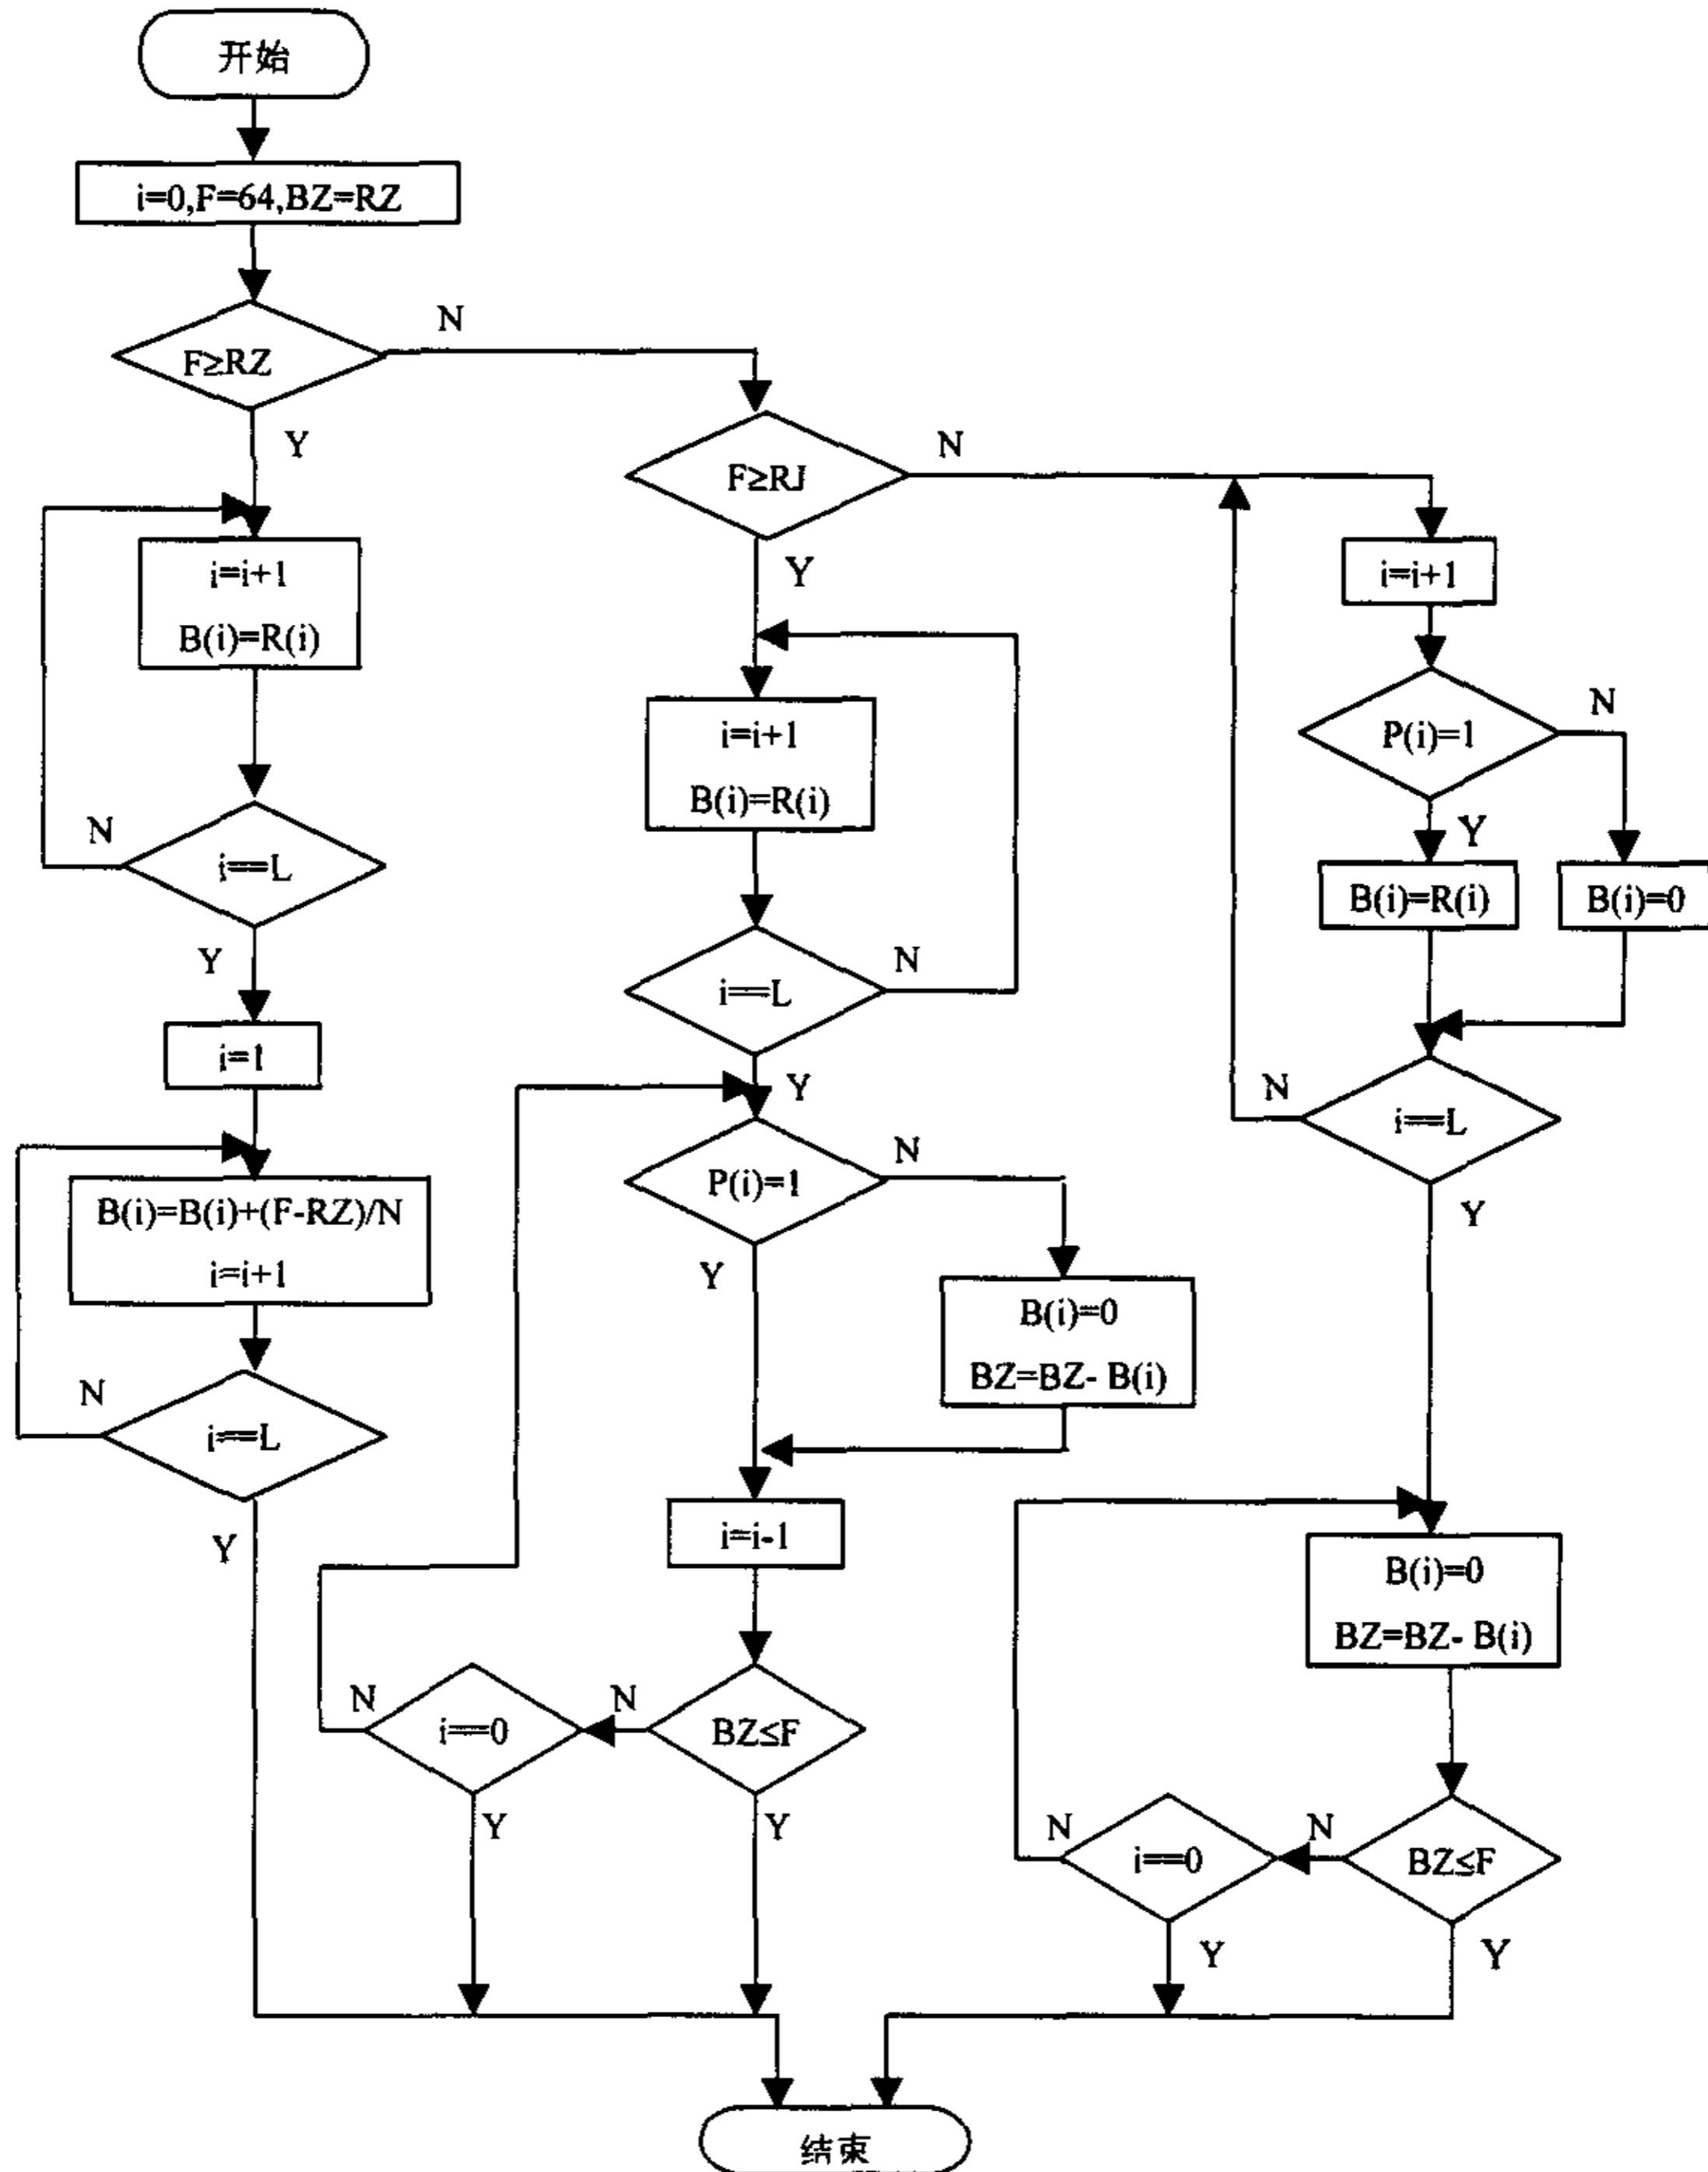 开始
i=0,F=64,BZ=RZ
F≥RZ
N
Y
i=i+1
B(i)=R(i)
i==L
N
Y
i=1
B(i)=B(i)+(F-RZ)/N
i=i+1
i==L
N
Y
F≥RJ
N
Y
i=i+1
B(i)=R(i)
i==L
N
Y
P(i)=1
N
Y
B(i)=0
BZ=BZ- B(i)
i=i-1
BZ≤F
N
Y
i==0
N
Y
i=i+1
P(i)=1
N
Y
B(i)=R(i)
B(i)=0
i==L
N
Y
B(i)=0
BZ=BZ- B(i)
BZ≤F
N
Y
i==0
N
Y
结束